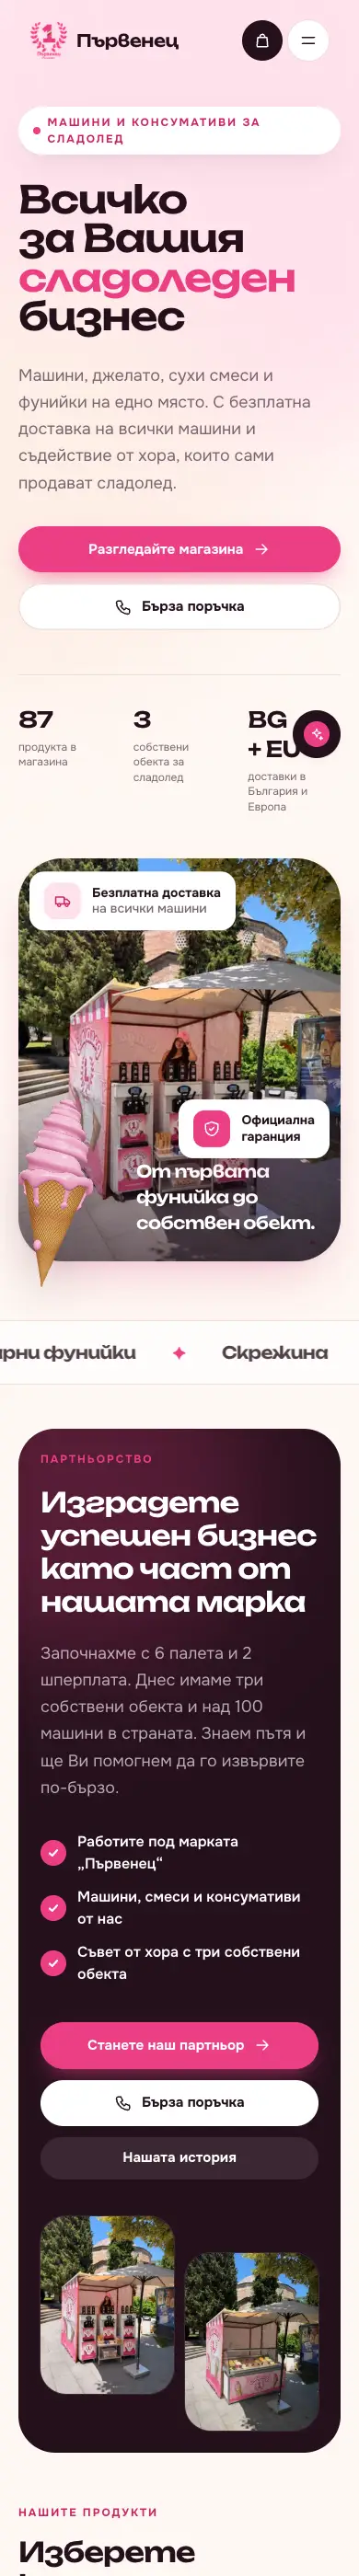 Първенец
МАШИНИ И КОНСУМАТИВИ ЗА
СЛАДОЛЕД
Всичко
за Вашия
сладоледен
бизнес
Машини, джелато, сухи смеси и
фунийки на едно място. С безплатна
доставка на всички машини и
съдействие от хора, които сами
продават сладолед.
Разгледайте магазина
Бърза поръчка
87
продукта в
магазина
3
собствени
обекта за
сладолед
BG
+ EU
доставки в
България и
Европа
Безплатна доставка
на всички машини
Официална
гаранция
От първата
фунийка до
собствен обект.
рни фунийки
Скрежина
ПАРТНЬОРСТВО
Изградете
успешен бизнес
като част от
нашата марка
Започнахме с 6 палета и 2
шперплата. Днес имаме три
собствени обекта и над 100
машини в страната. Знаем пътя и
ще Ви помогнем да го извървите
по-бързо.
Работите под марката
„Първенец“
Машини, смеси и консумативи
от нас
Съвет от хора с три собствени
обекта
Станете наш партньор
Бърза поръчка
Нашата история
НАШИТЕ ПРОДУКТИ
Изберете